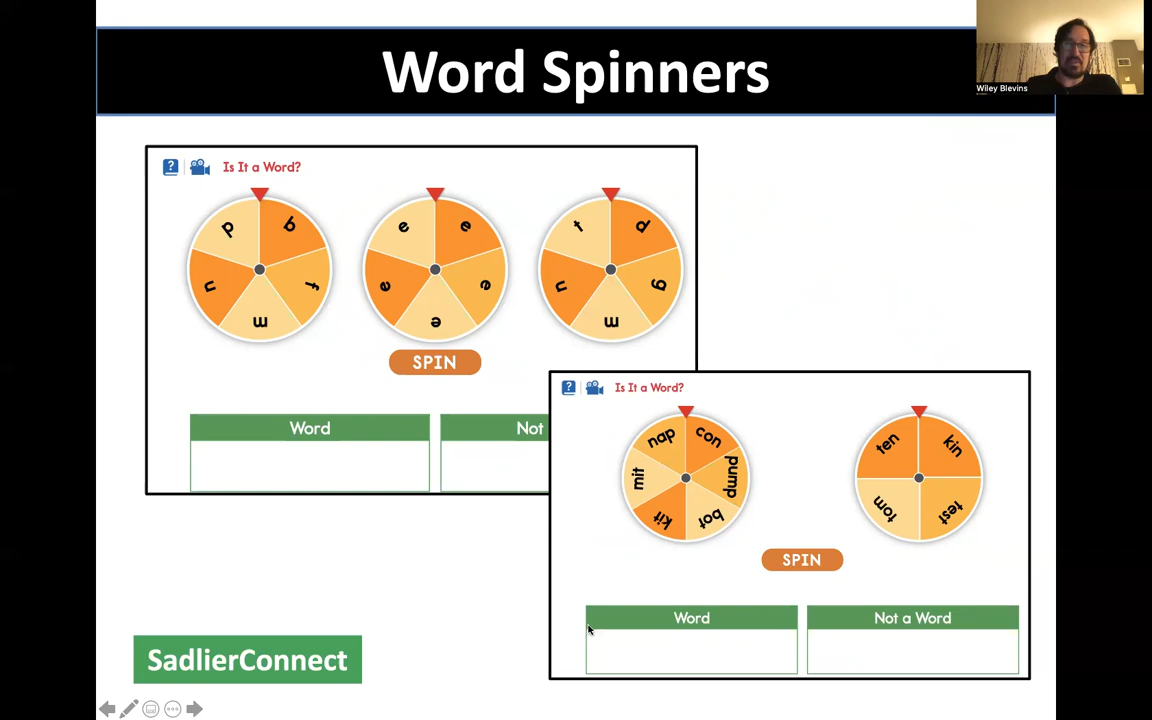 Word Spinners
Wiley Blevins
Is It a Word?
p
b
f
m
n
e
e
e
e
e
t
d
g
m
n
SPIN
Word
Not
Is It a Word?
nap
con
pump
bot
kit
mit
ten
kin
test
tom
SPIN
Word
Not a Word
SadlierConnect